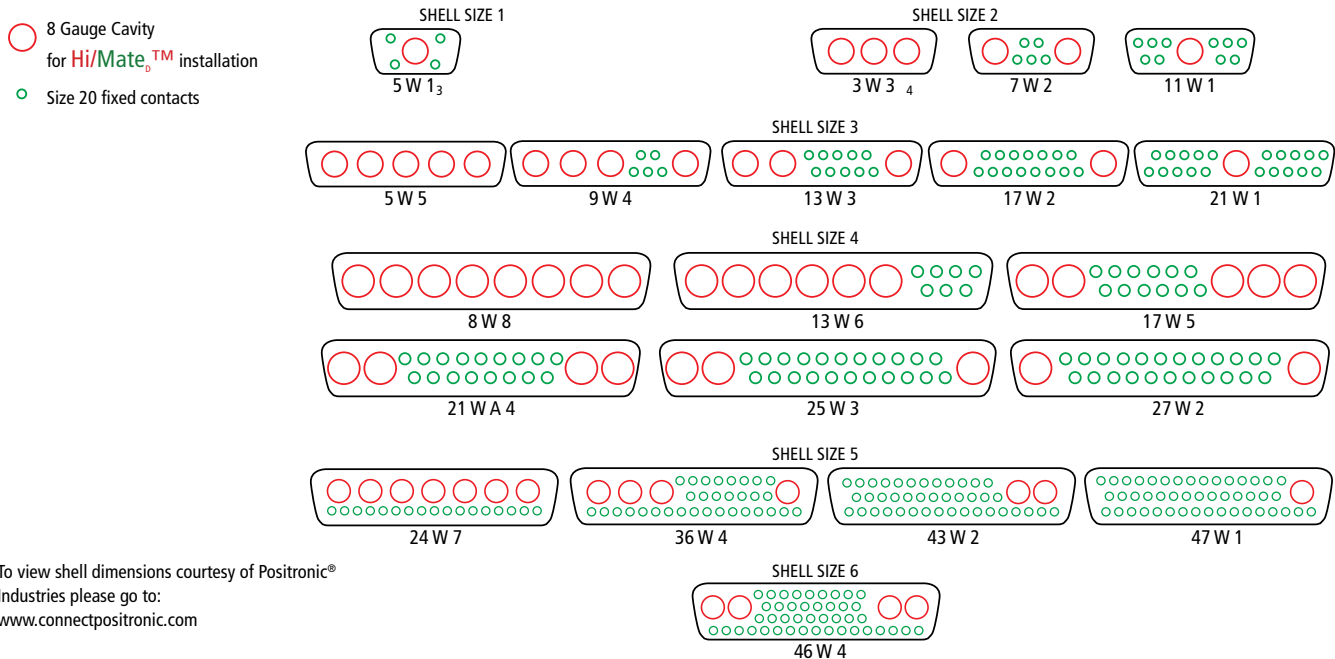 8 Gauge Cavity
for Hi/Mate D ™ installation
Size 20 fixed contacts
SHELL SIZE 1
5 W 1 3
SHELL SIZE 2
3 W 3 4
7 W 2
11 W 1
SHELL SIZE 3
5 W 5
9 W 4
13 W 3
17 W 2
21 W 1
SHELL SIZE 4
8 W 8
13 W 6
17 W 5
21 W A 4
25 W 3
27 W 2
SHELL SIZE 5
24 W 7
36 W 4
43 W 2
47 W 1
SHELL SIZE 6
46 W 4
To view shell dimensions courtesy of Positronic®
Industries please go to:
www.connectpositronic.com